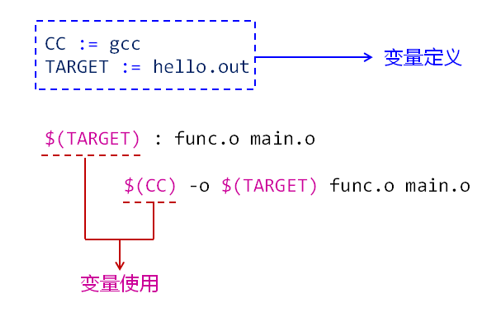 CC := gcc
TARGET := hello.out
变量定义
$(TARGET) : func.o main.o
$(CC) -o $(TARGET) func.o main.o
变量使用